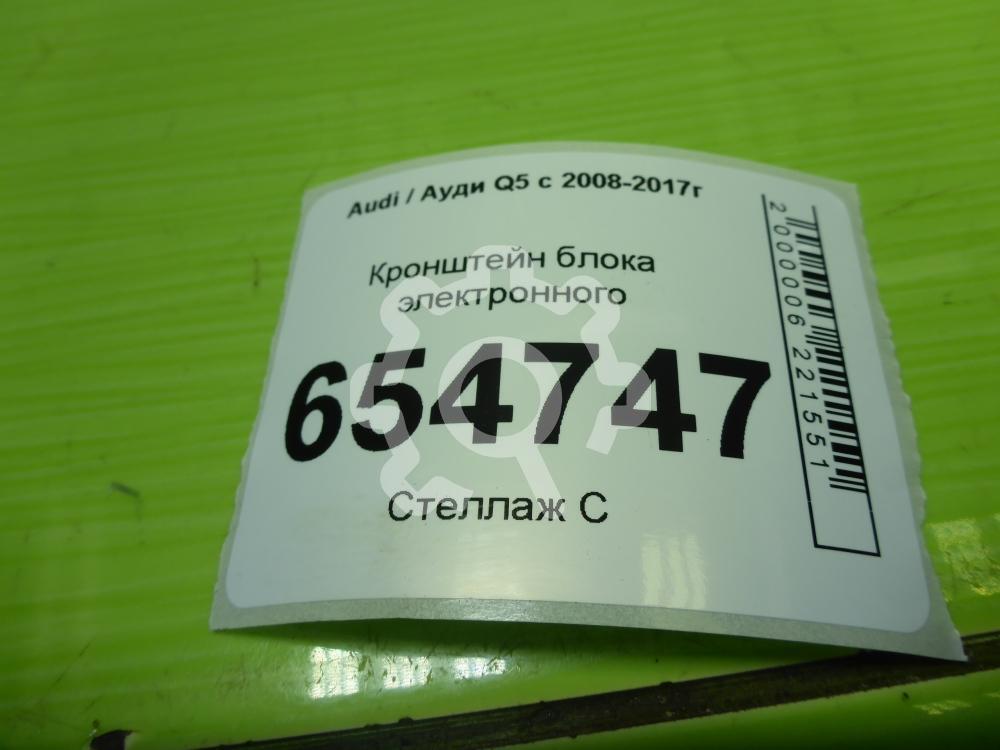 Audi / Ауди Q5 с 2008-2017г
Кронштейн блока
электронного
654747
Стеллаж С
2000006221551